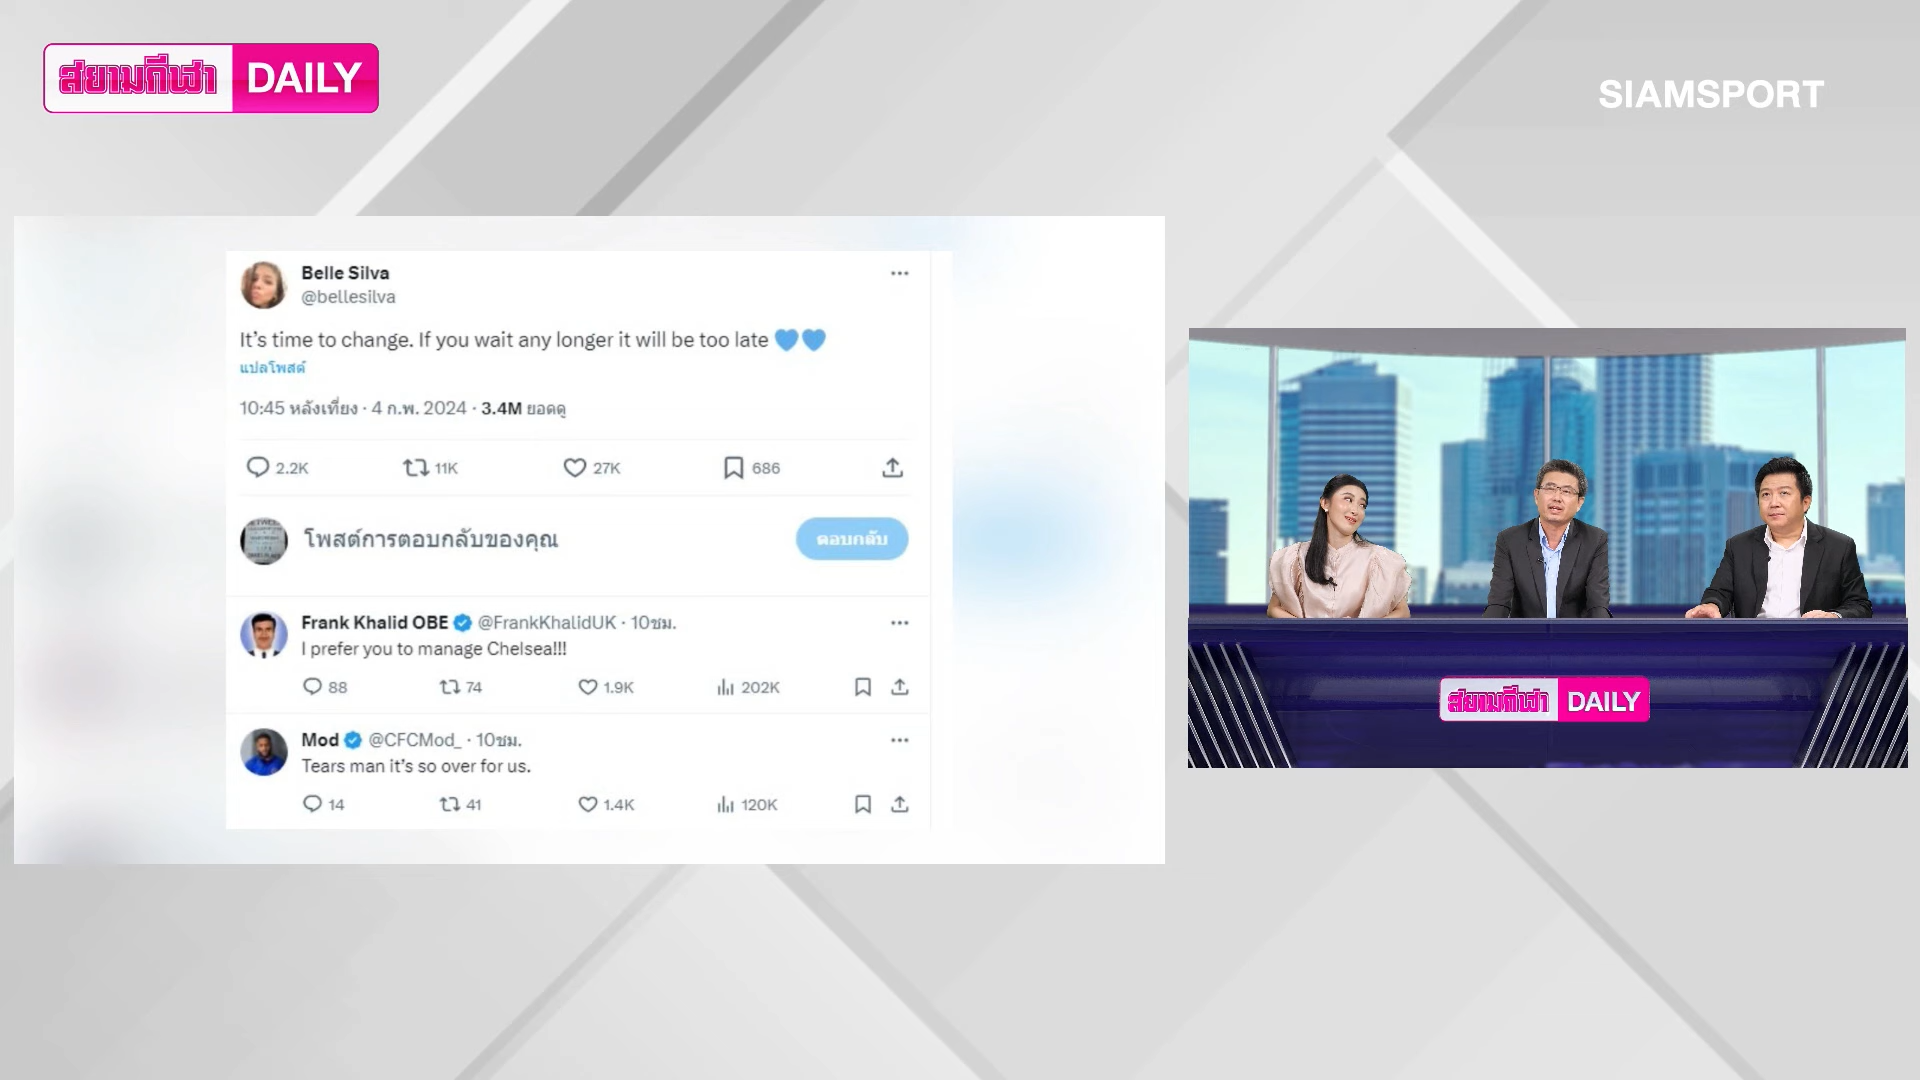 สยามกีฬา DAILY
SIAMSPORT
Belle Silva
@bellesilva
It's time to change. If you wait any longer it will be too late 💙💙
แปลโพสต์
10:45 หลังเที่ยง · 4 ก.พ. 2024 · 3.4M ยอดดู
2.2K 11K 27K 686
โพสต์การตอบกลับของคุณ
ตอบกลับ
Frank Khalid OBE @FrankKhalidUK · 10ชม.
I prefer you to manage Chelsea!!!
88 74 1.9K 202K
Mod @CFCMod_ · 10ชม.
Tears man it's so over for us.
14 41 1.4K 120K
สยามกีฬา DAILY